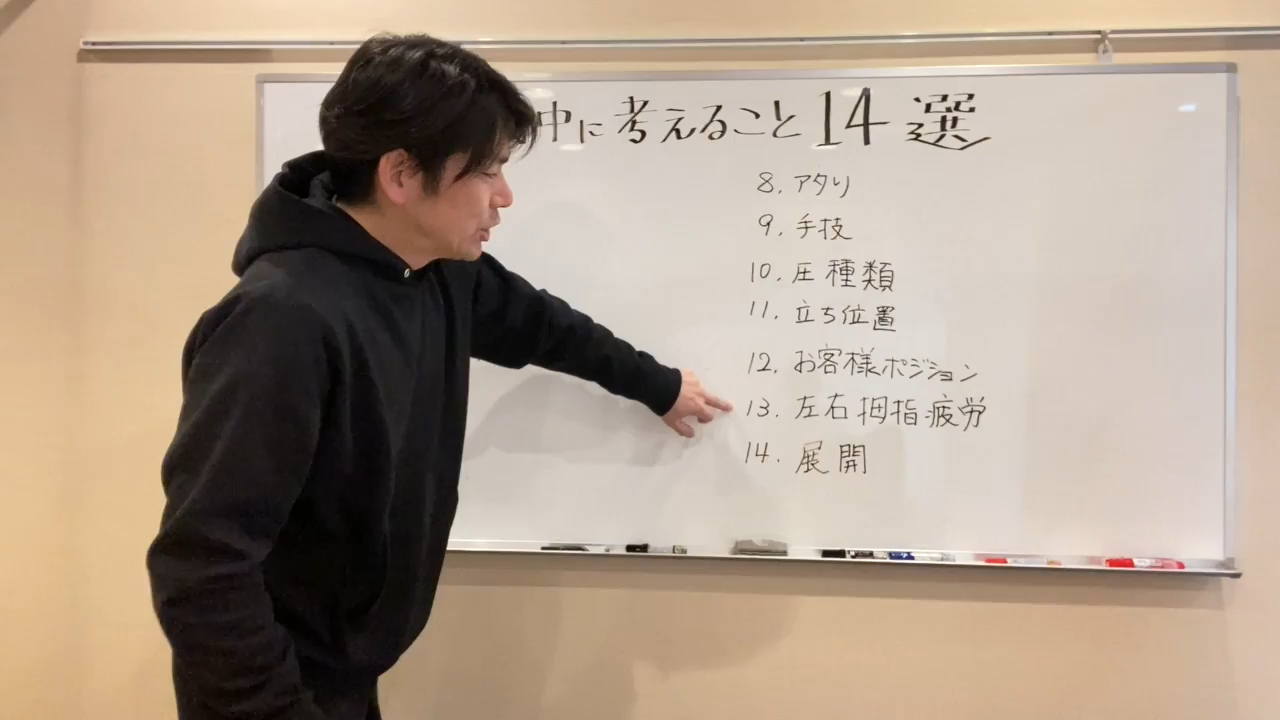 中に考えること14選
8. アタリ
9. 手技
10. 圧種類
11. 立ち位置
12. お客様ポジション
13. 左右拇指疲労
14. 展開